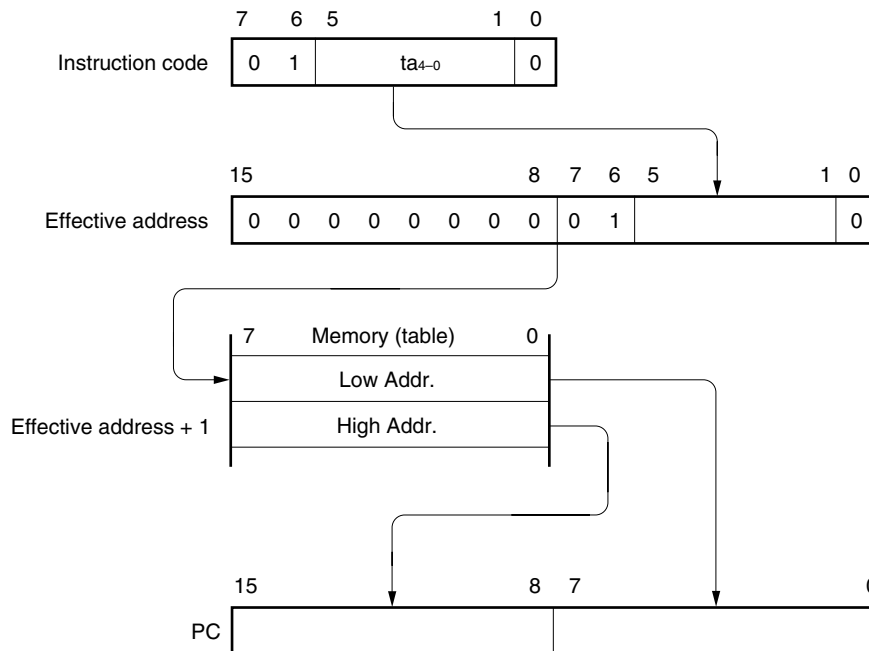 7 6 5 1 0
Instruction code 0 1 ta4–0 0
15 8 7 6 5 1 0
Effective address 0 0 0 0 0 0 0 0 0 1 0
7 Memory (table) 0
Low Addr.
Effective address + 1 High Addr.
15 8 7 0
PC